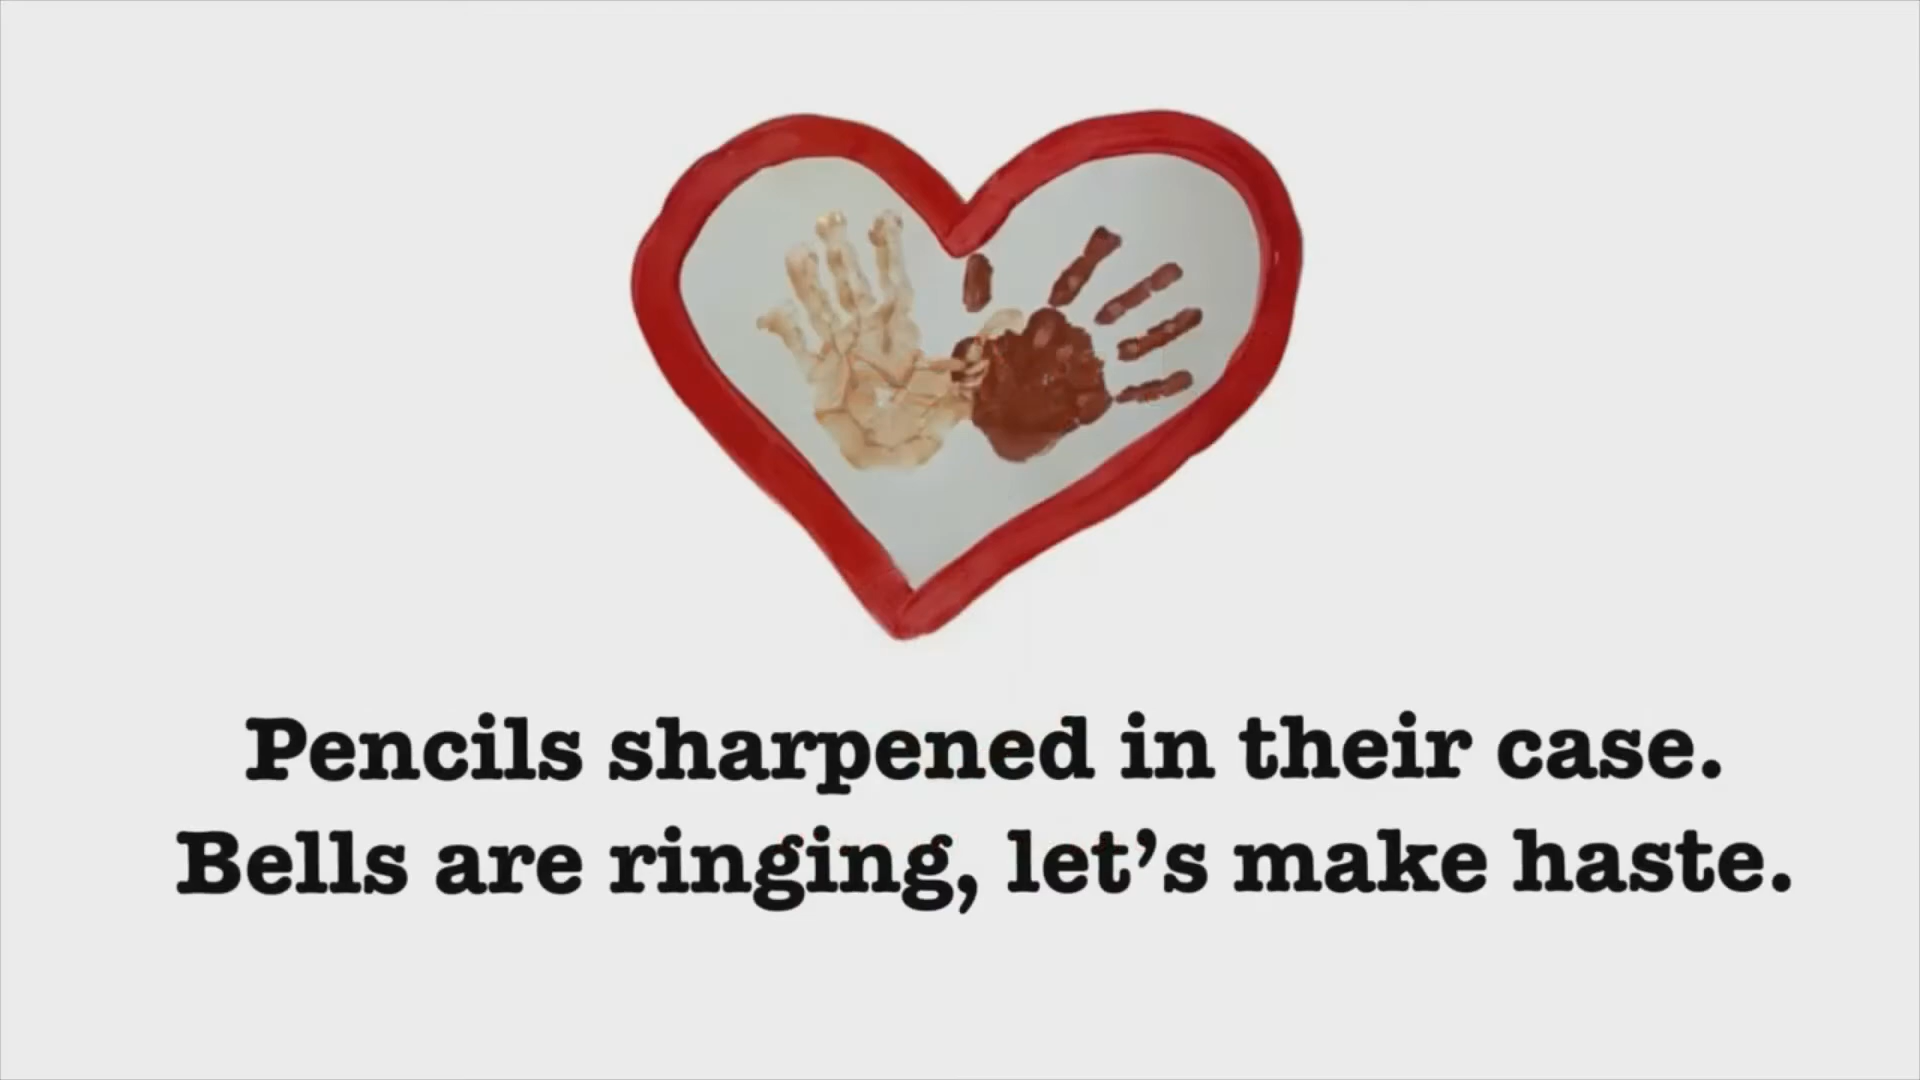 Pencils sharpened in their case.
Bells are ringing, let’s make haste.